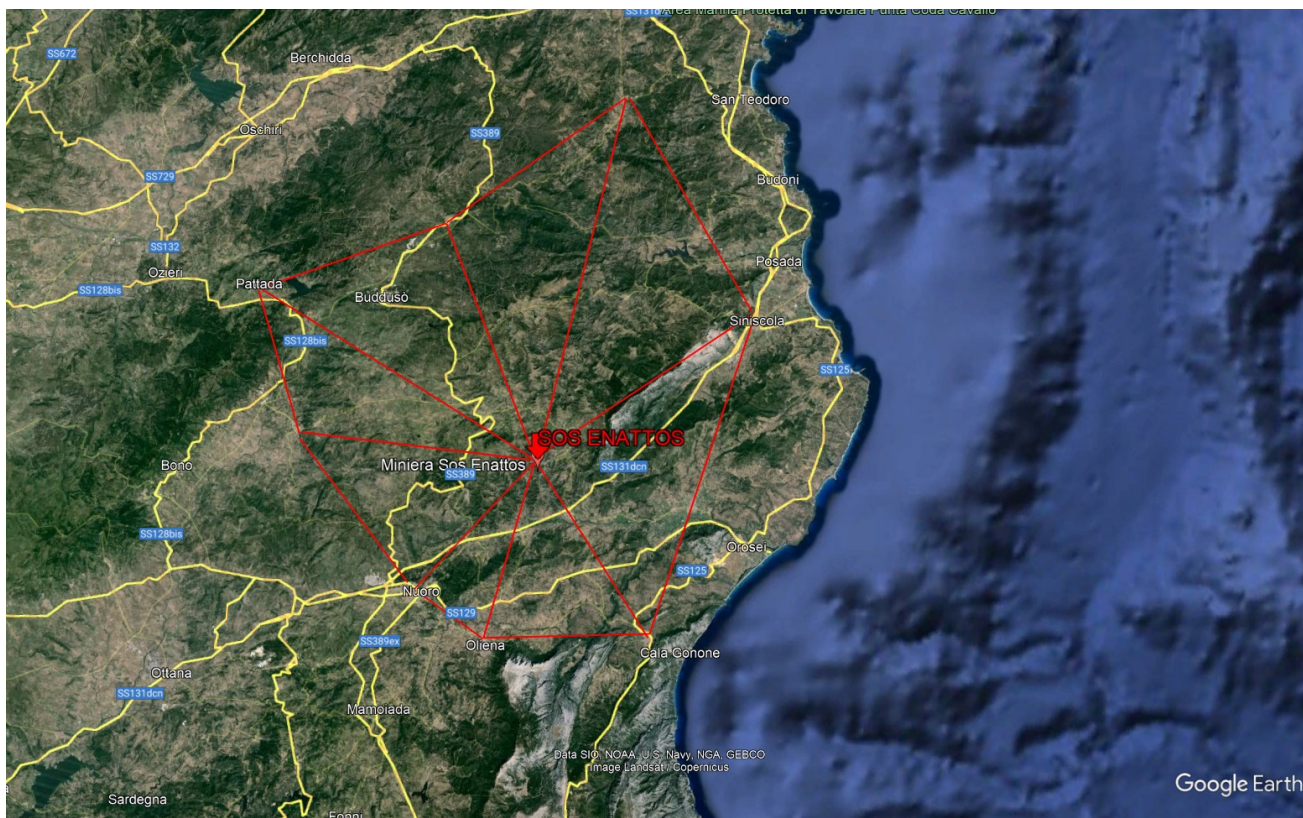 SS131d
Area Marina Protetta di Tavolara Punta Coda Cavallo
SS672
Berchidda
San Teodoro
Oschiri
SS389
SS729
Budoni
SS132
Ozieri
Posada
Pattada
SS128bis
Buddusò
Siniscola
SS128bis
SS125
SOS ENATTOS
Bono
Miniera Sos Enattos
SS389
SS131dcn
SS128bis
Orosei
SS125
Nuoro
SS129
SS389ex
Oliena
Cala Gonone
Ottana
SS131dcn
Mamoiada
Data SIO, NOAA, U.S. Navy, NGA, GEBCO
Image Landsat / Copernicus
Google Earth
Sardegna
Fonni